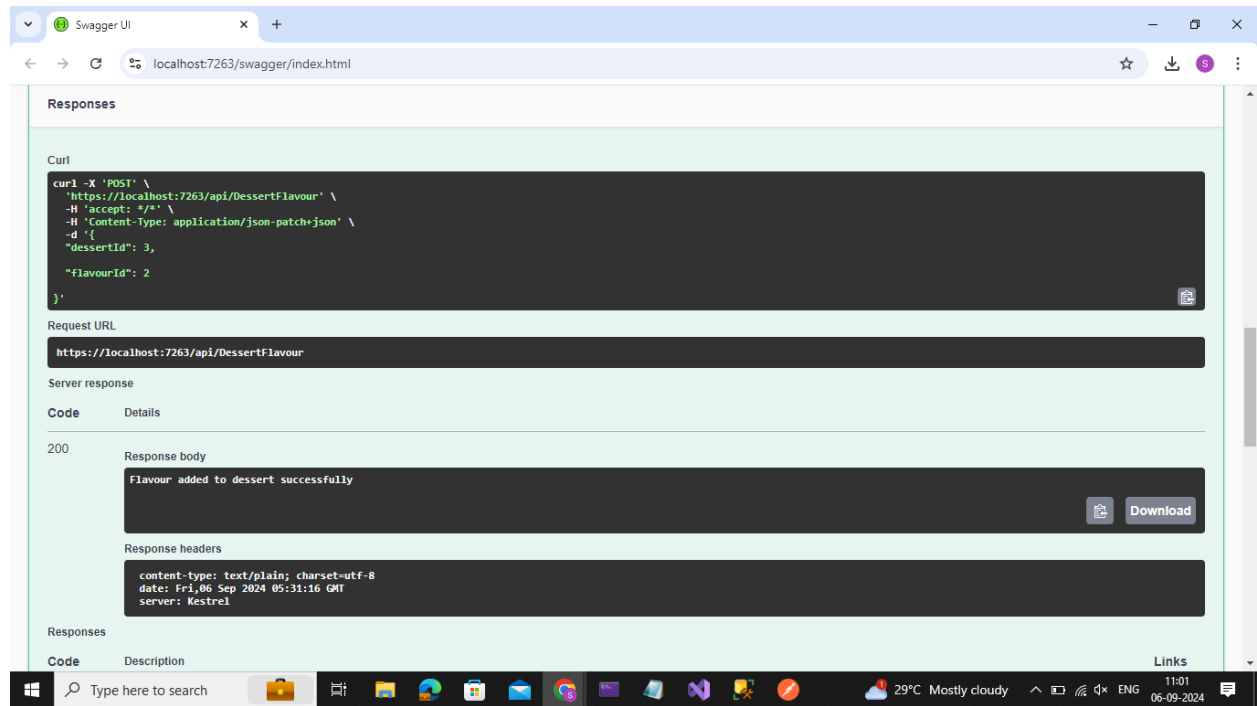 Swagger UI
localhost:7263/swagger/index.html
S
Responses
Curl
curl -X 'POST' \
'https://localhost:7263/api/DessertFlavour' \
-H 'accept: */*' \
-H 'Content-Type: application/json-patch+json' \
-d '{
"dessertId": 3,
"flavourId": 2
}'
Request URL
https://localhost:7263/api/DessertFlavour
Server response
Code Details
200
Response body
Flavour added to dessert successfully
Download
Response headers
content-type: text/plain; charset=utf-8
date: Fri,06 Sep 2024 05:31:16 GMT
server: Kestrel
Responses
Code Description Links
Type here to search
29°C Mostly cloudy
ENG
11:01
06-09-2024